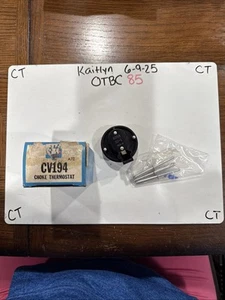 CT CT
Kaitlyn 6-9-25
OTBC 85
CV194
CHOKE THERMOSTAT
CT CT